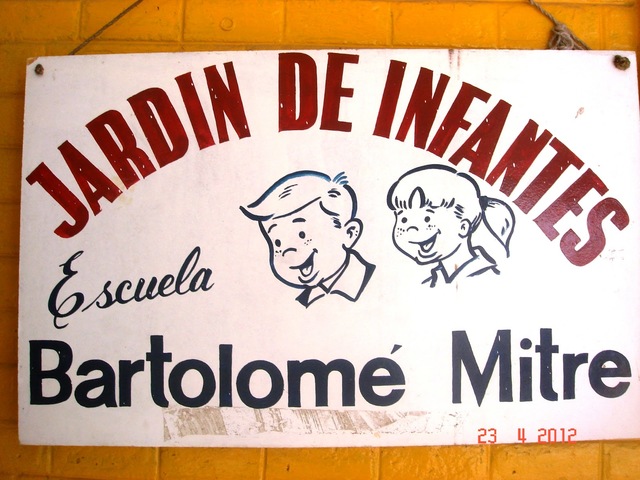 JARDIN DE INFANTES
Escuela
Bartolomé Mitre
23 4 2012